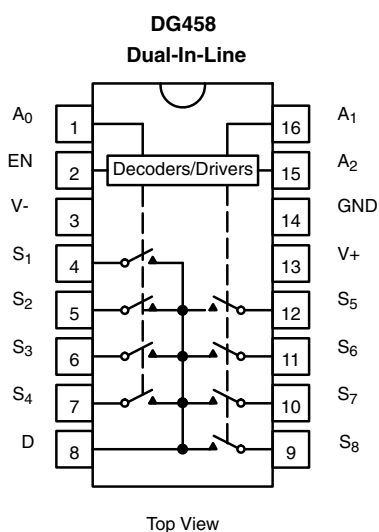 DG458
Dual-In-Line
A0 1 16 A1
EN 2 Decoders/Drivers 15 A2
V- 3 14 GND
S1 4 13 V+
S2 5 12 S5
S3 6 11 S6
S4 7 10 S7
D 8 9 S8
Top View